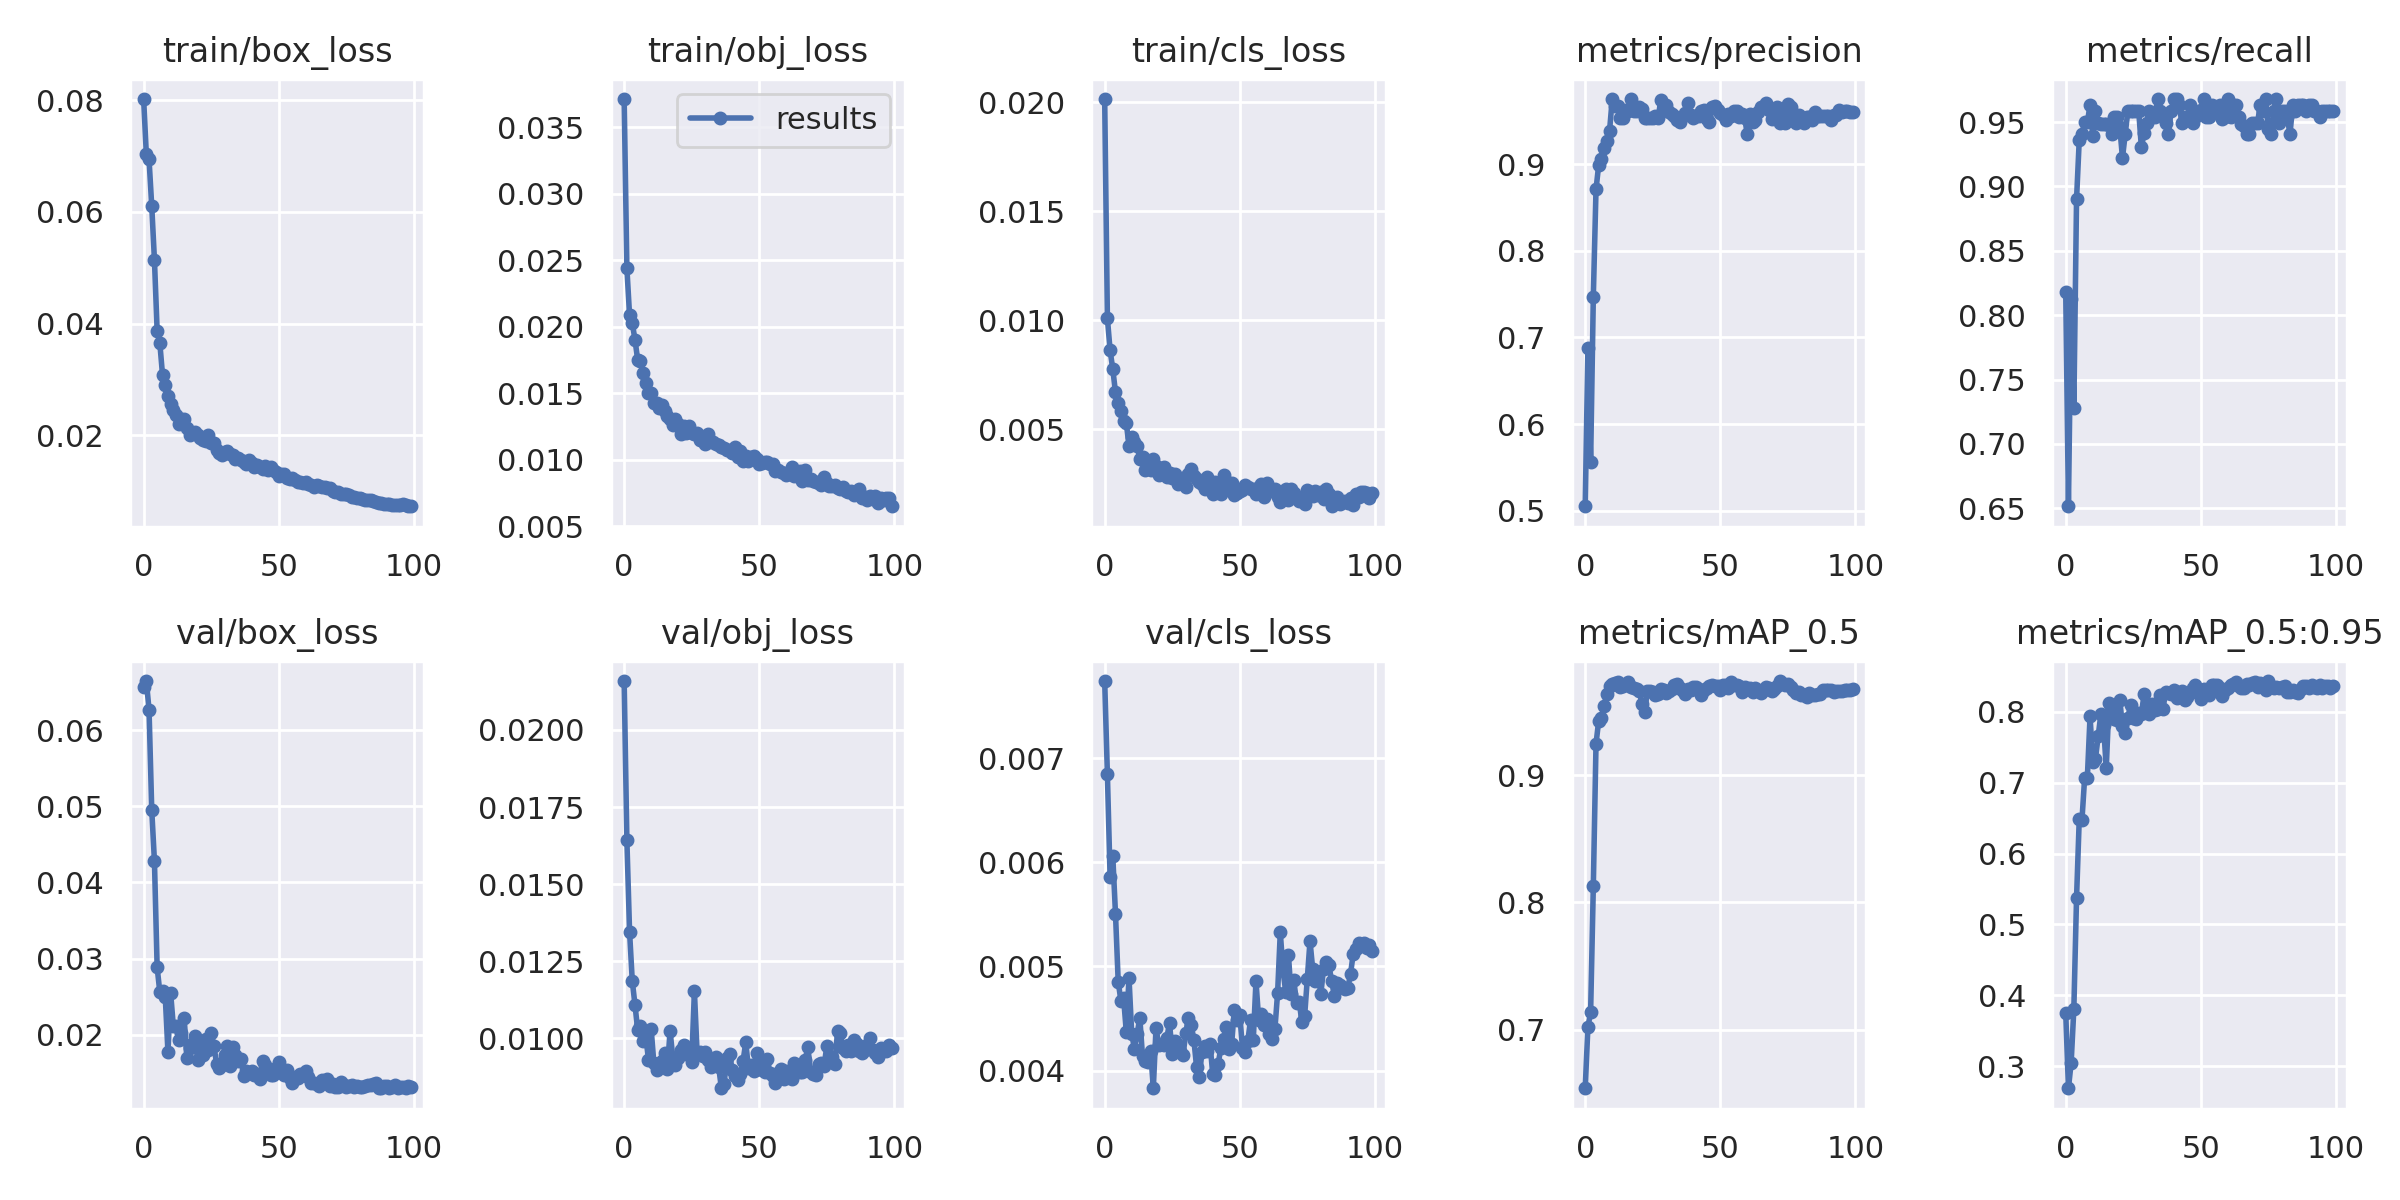 train/box_loss
0.08
0.06
0.04
0.02
0 50 100
train/obj_loss
results
0.035
0.030
0.025
0.020
0.015
0.010
0.005
0 50 100
train/cls_loss
0.020
0.015
0.010
0.005
0 50 100
metrics/precision
0.9
0.8
0.7
0.6
0.5
0 50 100
metrics/recall
0.95
0.90
0.85
0.80
0.75
0.70
0.65
0 50 100
val/box_loss
0.06
0.05
0.04
0.03
0.02
0 50 100
val/obj_loss
0.0200
0.0175
0.0150
0.0125
0.0100
0 50 100
val/cls_loss
0.007
0.006
0.005
0.004
0 50 100
metrics/mAP_0.5
0.9
0.8
0.7
0 50 100
metrics/mAP_0.5:0.95
0.8
0.7
0.6
0.5
0.4
0.3
0 50 100